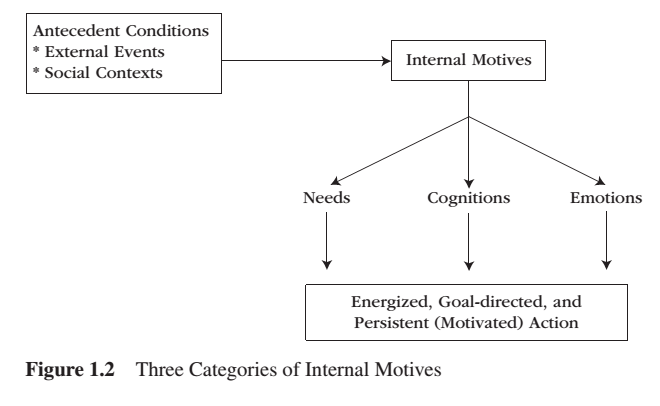 Antecedent Conditions
* External Events
* Social Contexts
Internal Motives
Needs
Cognitions
Emotions
Energized, Goal-directed, and
Persistent (Motivated) Action
Figure 1.2 Three Categories of Internal Motives